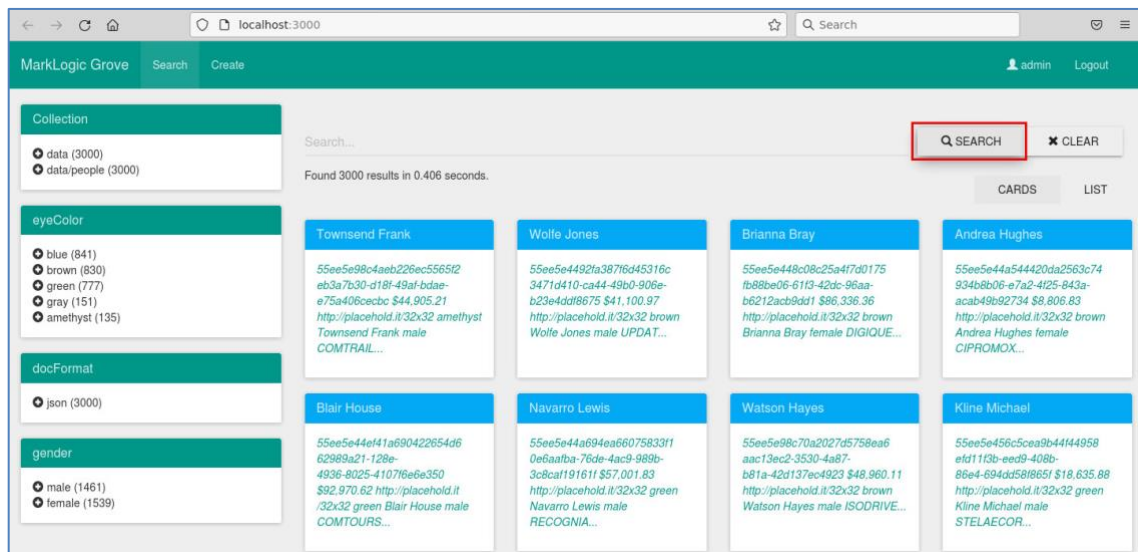 localhost:3000
Search
MarkLogic Grove
Search
Create
admin
Logout
Collection
data (3000)
data/people (3000)
eyeColor
blue (841)
brown (830)
green (777)
gray (151)
amethyst (135)
docFormat
json (3000)
gender
male (1461)
female (1539)
Search...
SEARCH
CLEAR
Found 3000 results in 0.406 seconds.
CARDS
LIST
Townsend Frank
55ee5e98c4aeb226ec5565f2
eb3a7b30-d18f-49af-bdae-
e75a406cecbc $44,905.21
http://placehold.it/32x32 amethyst
Townsend Frank male
COMTRAIL...
Wolfe Jones
55ee5e4492fa387f6d45316c
3471d410-ca44-49b0-906e-
b23e4ddf8675 $41,100.97
http://placehold.it/32x32 brown
Wolfe Jones male UPDAT...
Brianna Bray
55ee5e448c08c25a4f7d0175
fb88be06-61f3-42dc-96aa-
b6212acb9dd1 $86,336.36
http://placehold.it/32x32 brown
Brianna Bray female DIGIQUE...
Andrea Hughes
55ee5e44a544420da2563c74
934b8b06-e7a2-4f25-843a-
acab49b92734 $8,806.83
http://placehold.it/32x32 brown
Andrea Hughes female
CIPROMOX...
Blair House
55ee5e44ef41a690422654d6
62989a21-128e-
4936-8025-4107f6e6e350
$92,970.62 http://placehold.it
/32x32 green Blair House male
COMTOURS...
Navarro Lewis
55ee5e44a694ea66075833f1
0e6aafba-76de-4ac9-989b-
3c8caf19161f $57,001.83
http://placehold.it/32x32 green
Navarro Lewis male
RECOGNIA...
Watson Hayes
55ee5e98c70a2027d5758ea6
aac13ec2-3530-4a87-
b81a-42d137ec4923 $48,960.11
http://placehold.it/32x32 brown
Watson Hayes male ISODRIVE...
Kline Michael
55ee5e456c5cea9b44f44958
efd11f3b-eed9-408b-
86e4-694dd58f865f $18,635.88
http://placehold.it/32x32 green
Kline Michael male
STELAECOR...